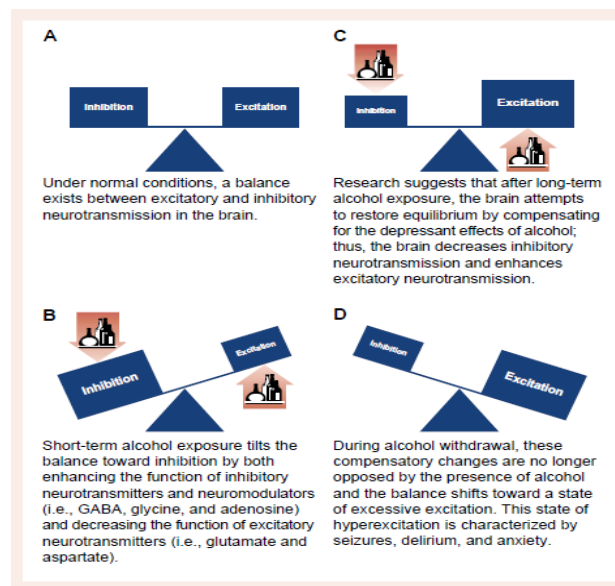 A
Inhibition
Excitation
Under normal conditions, a balance
exists between excitatory and inhibitory
neurotransmission in the brain.
B
Inhibition
Excitation
Short-term alcohol exposure tilts the
balance toward inhibition by both
enhancing the function of inhibitory
neurotransmitters and neuromodulators
(i.e., GABA, glycine, and adenosine)
and decreasing the function of excitatory
neurotransmitters (i.e., glutamate and
aspartate).
C
Inhibition
Excitation
Research suggests that after long-term
alcohol exposure, the brain attempts
to restore equilibrium by compensating
for the depressant effects of alcohol;
thus, the brain decreases inhibitory
neurotransmission and enhances
excitatory neurotransmission.
D
Inhibition
Excitation
During alcohol withdrawal, these
compensatory changes are no longer
opposed by the presence of alcohol
and the balance shifts toward a state
of excessive excitation. This state of
hyperexcitation is characterized by
seizures, delirium, and anxiety.